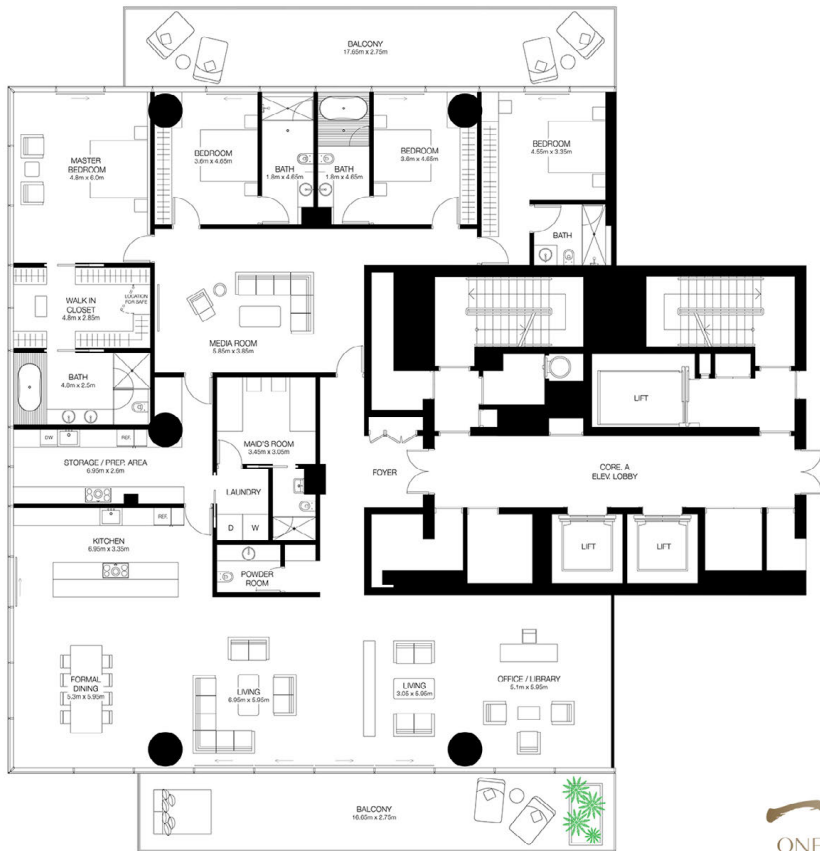 BALCONY
17.65m x 2.75m
MASTER
BEDROOM
4.8m x 6.0m
BEDROOM
3.6m x 4.65m
BATH
1.8m x 4.65m
BATH
1.8m x 4.65m
BEDROOM
3.6m x 4.65m
BEDROOM
4.55m x 3.35m
BATH
WALK IN
CLOSET
4.8m x 2.85m
LOCATION
FOR SAFE
MEDIA ROOM
5.85m x 3.85m
BATH
LIFT
MAID'S ROOM
3.45m x 3.05m
DW
REF.
STORAGE / PREP. AREA
6.95m x 2.6m
FOYER
CORE. A
ELEV. LOBBY
LAUNDRY
D
W
REF.
KITCHEN
6.95m x 3.35m
LIFT
LIFT
POWDER
ROOM
FORMAL
DINING
5.3m x 5.95m
LIVING
6.95m x 5.95m
LIVING
3.05 x 5.95m
OFFICE / LIBRARY
5.1m x 5.95m
BALCONY
16.65m x 2.75m
ONE